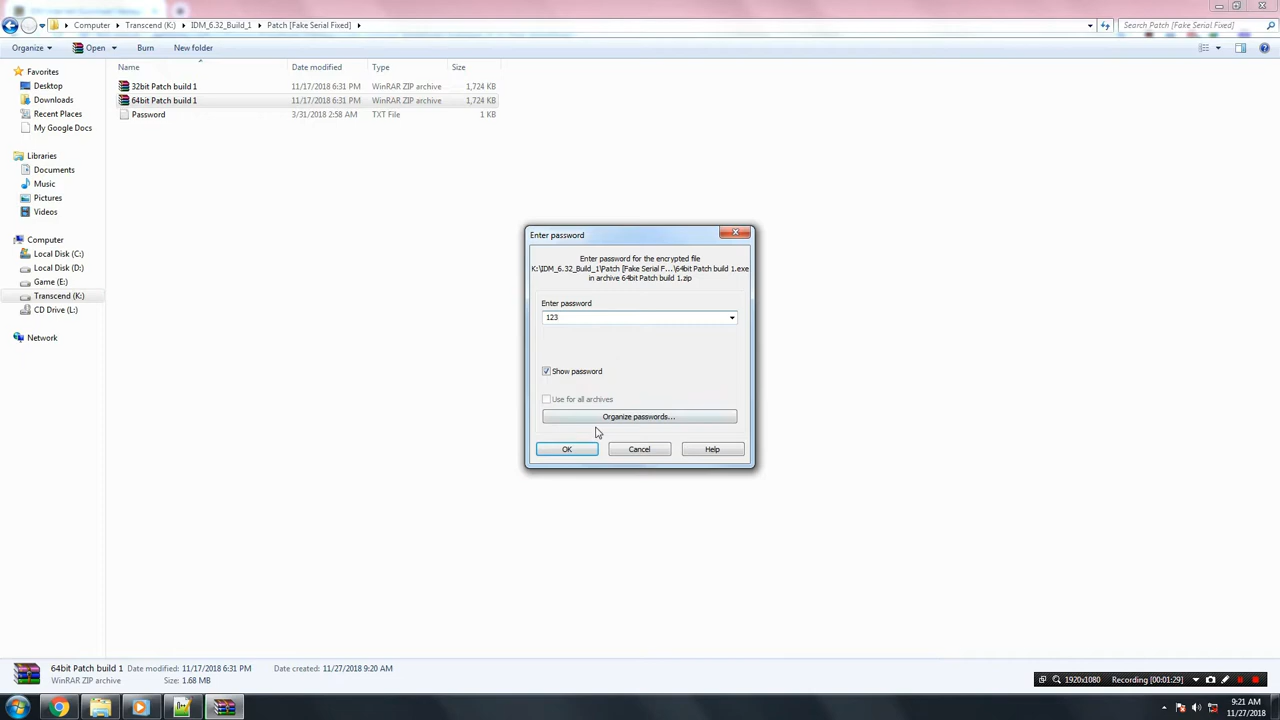 Computer Transcend (K:) IDM_6.32_Build_1 Patch [Fake Serial Fixed] Search Patch [Fake Serial Fixed]
Organize Open Burn New folder
Name Date modified Type Size
Favorites
Desktop
Downloads
Recent Places
My Google Docs
Libraries
Documents
Music
Pictures
Videos
Computer
Local Disk (C:)
Local Disk (D:)
Game (E:)
Transcend (K:)
CD Drive (L:)
Network
32bit Patch build 1 11/17/2018 6:31 PM WinRAR ZIP archive 1,724 KB
64bit Patch build 1 11/17/2018 6:31 PM WinRAR ZIP archive 1,724 KB
Password 3/31/2018 2:58 AM TXT File 1 KB
Enter password
Enter password for the encrypted file
K:\IDM_6.32_Build_1\Patch [Fake Serial F...\64bit Patch build 1.exe
in archive 64bit Patch build 1.zip
Enter password
123
Show password
Use for all archives
Organize passwords...
OK Cancel Help
64bit Patch build 1 Date modified: 11/17/2018 6:31 PM Date created: 11/27/2018 9:20 AM
WinRAR ZIP archive Size: 1.68 MB
1920x1080 Recording [00:01:29]
9:21 AM
11/27/2018